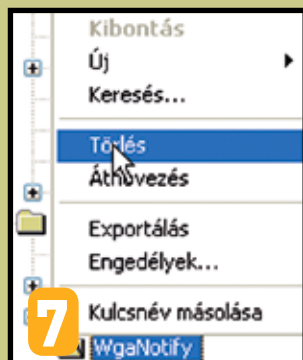 Kibontás
Új
Keresés...
Törlés
Átnevezés
Exportálás
Engedélyek...
Kulcsnév másolása
7
WgaNotify